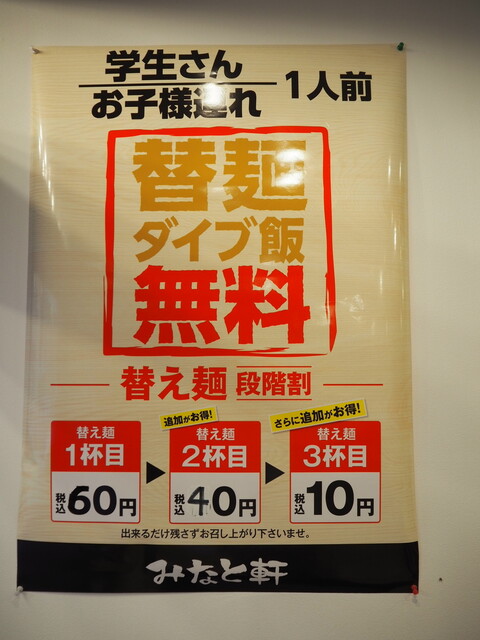 学生さん
お子様連れ
1人前
替麺
ダイブ飯
無料
替え麺 段階割
替え麺
1杯目
税込60円
追加がお得!
替え麺
2杯目
税込40円
さらに追加がお得!
替え麺
3杯目
税込10円
出来るだけ残さずお召し上がり下さいませ。
みなと軒